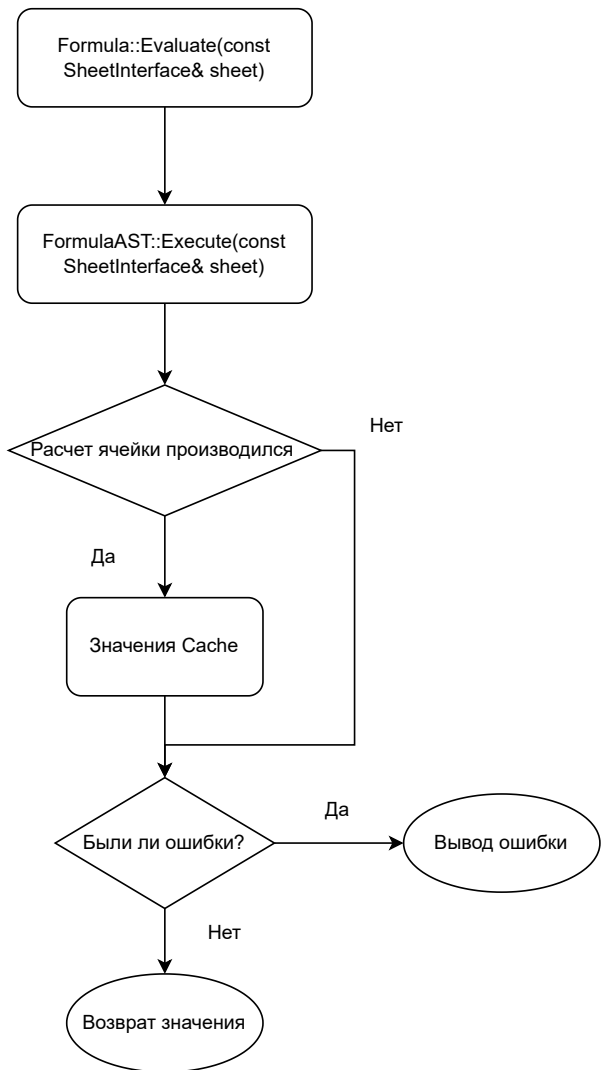 Formula::Evaluate(const
SheetInterface& sheet)
FormulaAST::Execute(const
SheetInterface& sheet)
Нет
Расчет ячейки производился
Да
Значения Cache
Да
Были ли ошибки?
Вывод ошибки
Нет
Возврат значения